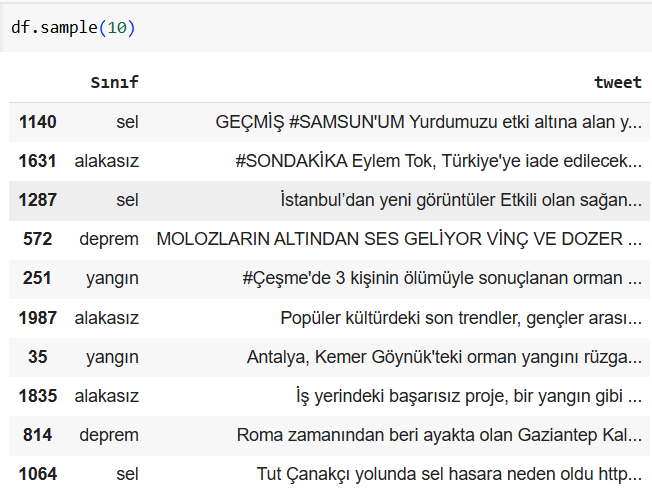 df.sample(10)
Sınıf tweet
1140 sel GEÇMİŞ #SAMSUN'UM Yurdumuzu etki altına alan y...
1631 alakasız #SONDAKİKA Eylem Tok, Türkiye'ye iade edilecek...
1287 sel İstanbul’dan yeni görüntüler Etkili olan sağan...
572 deprem MOLOZLARIN ALTINDAN SES GELİYOR VİNÇ VE DOZER ...
251 yangın #Çeşme'de 3 kişinin ölümüyle sonuçlanan orman ...
1987 alakasız Popüler kültürdeki son trendler, gençler arası...
35 yangın Antalya, Kemer Göynük'teki orman yangını rüzga...
1835 alakasız İş yerindeki başarısız proje, bir yangın gibi ...
814 deprem Roma zamanından beri ayakta olan Gaziantep Kal...
1064 sel Tut Çanakçı yolunda sel hasara neden oldu http...